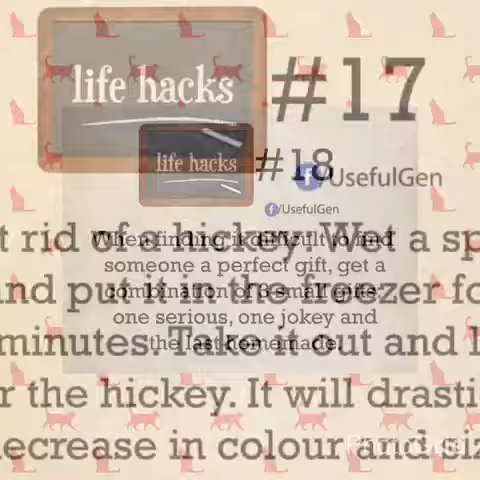 life hacks
#17
life hacks
#18
/UsefulGen
/UsefulGen
t rid of a hickey. Wet a sp
When finding it difficult to find
someone a perfect gift, get a
nd put it in the freezer fo
combination of 3 small gifts:
one serious, one jokey and
minutes. Take it out and l
the last homemade.
r the hickey. It will drasti
ecrease in colour and siz